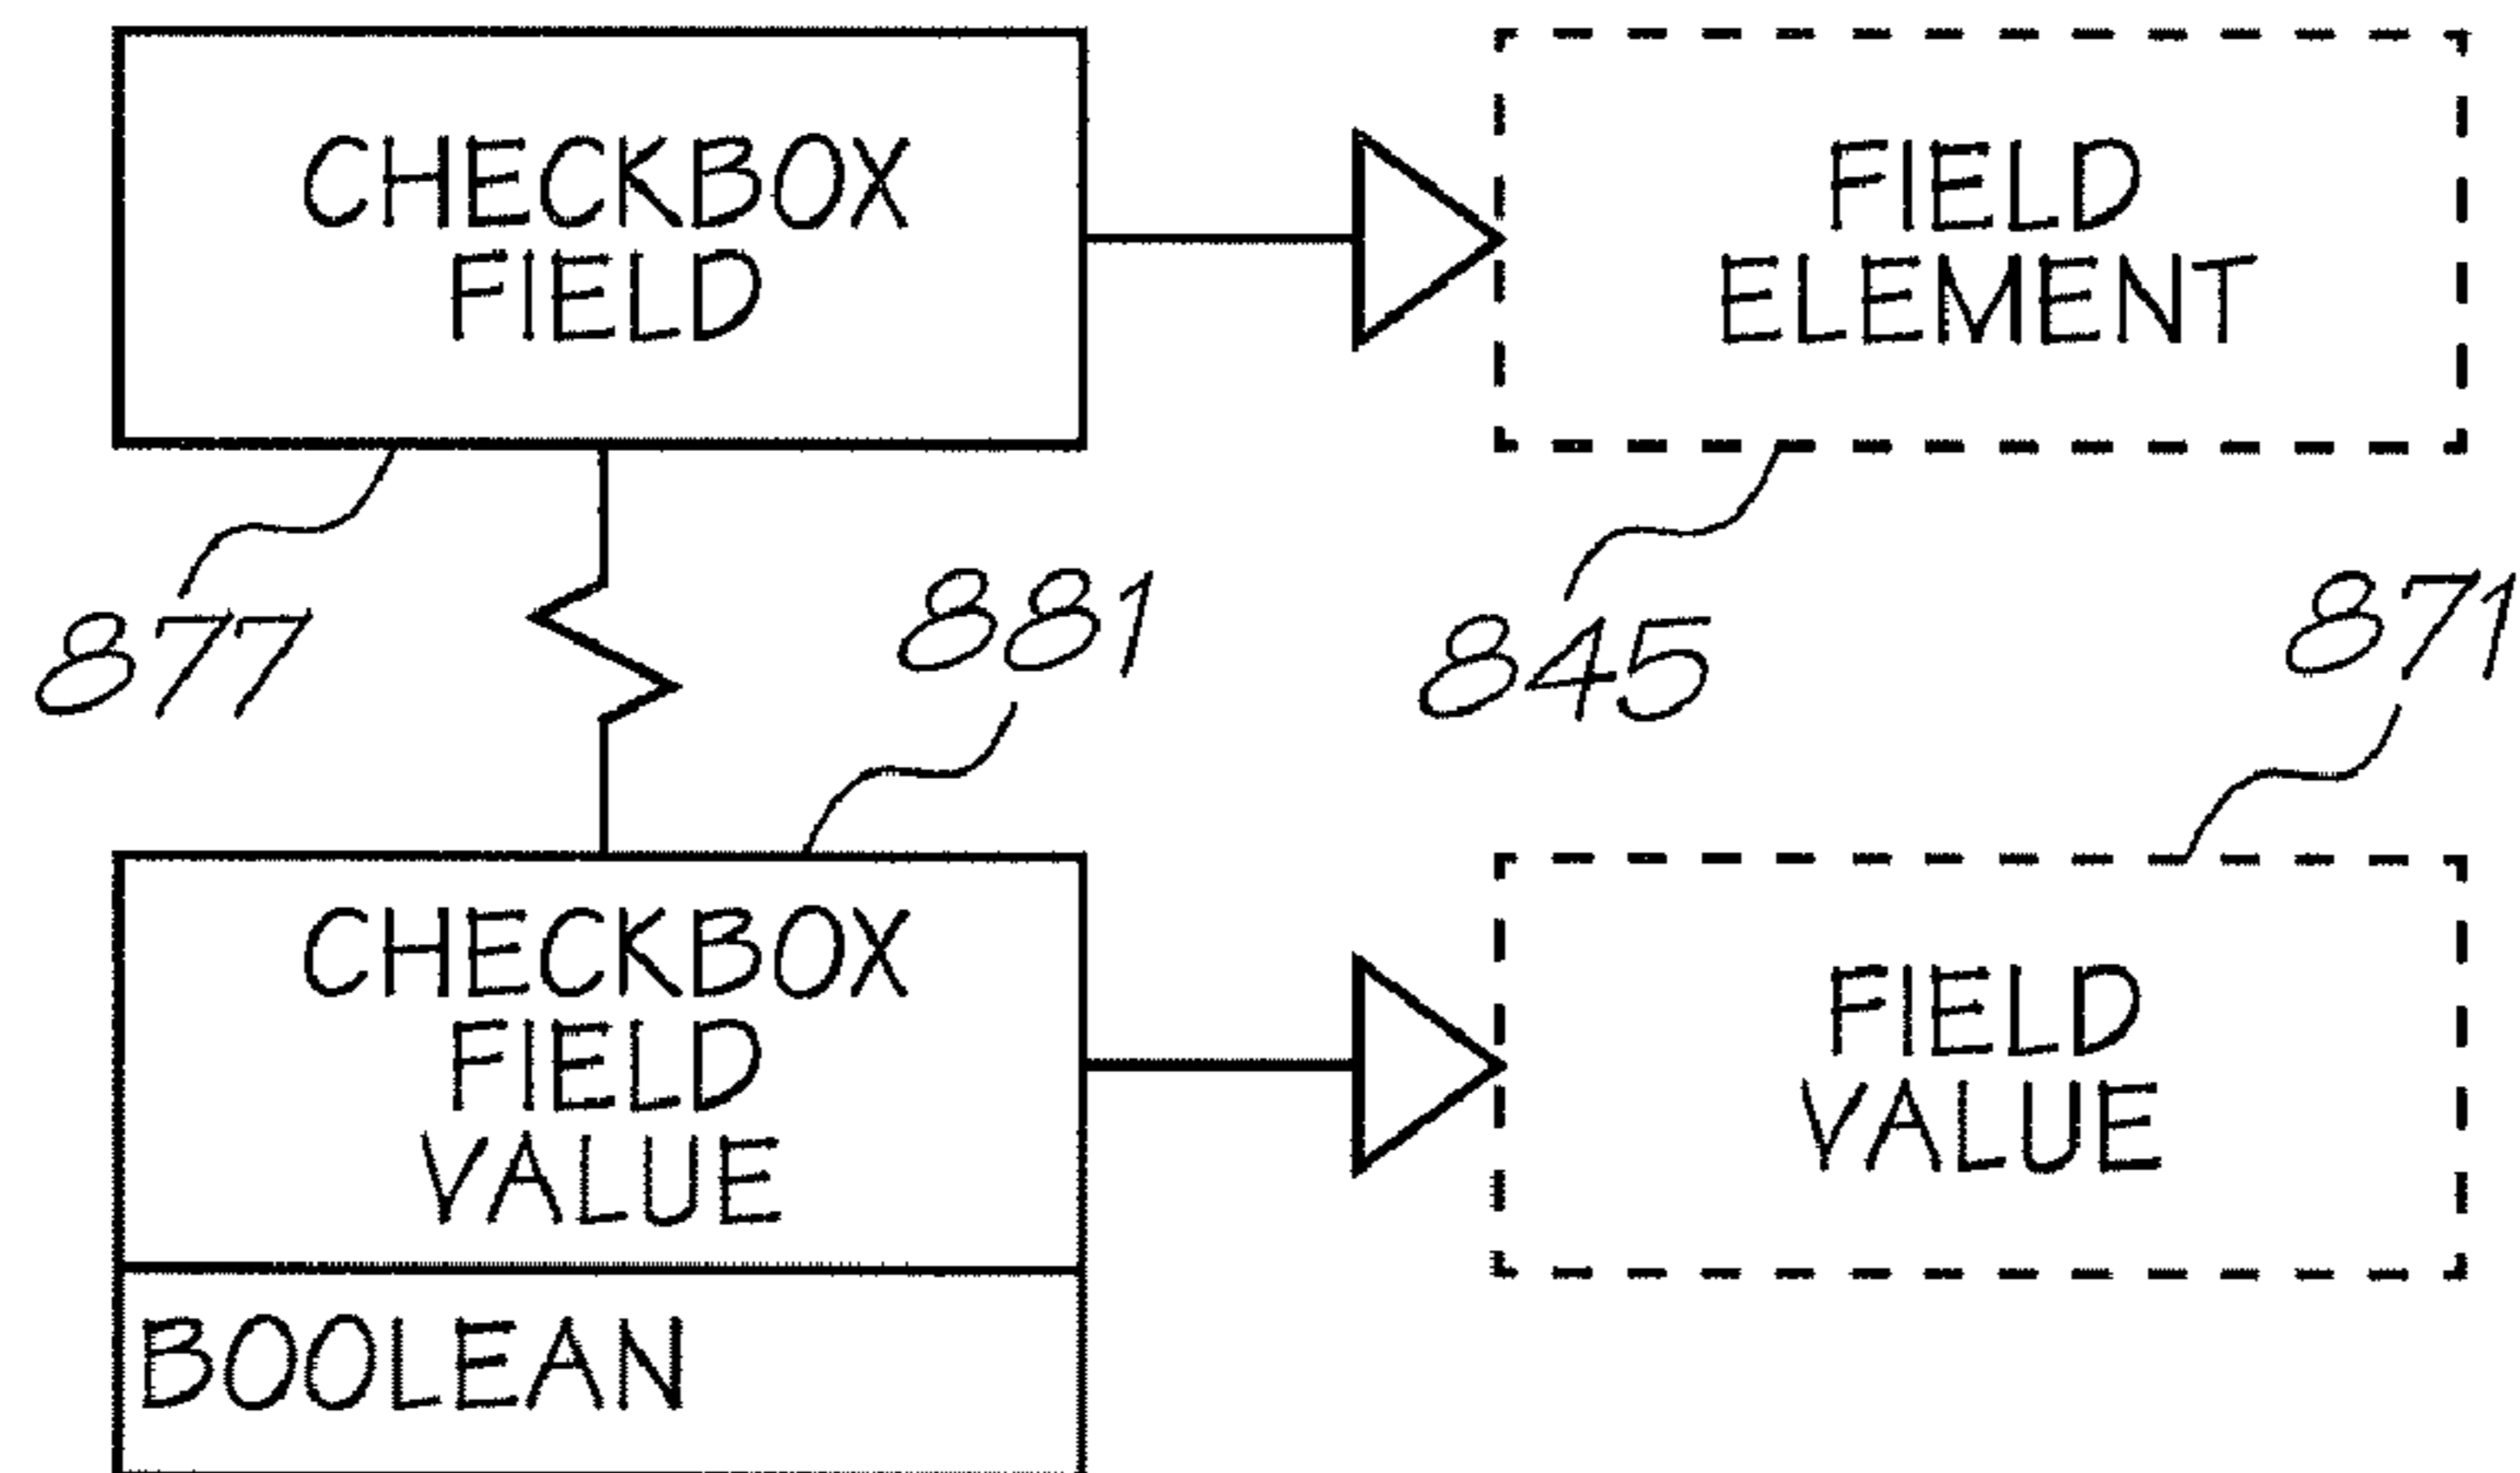 CHECKBOX
FIELD
FIELD
ELEMENT
877
881
845
871
CHECKBOX
FIELD
VALUE
FIELD
VALUE
BOOLEAN